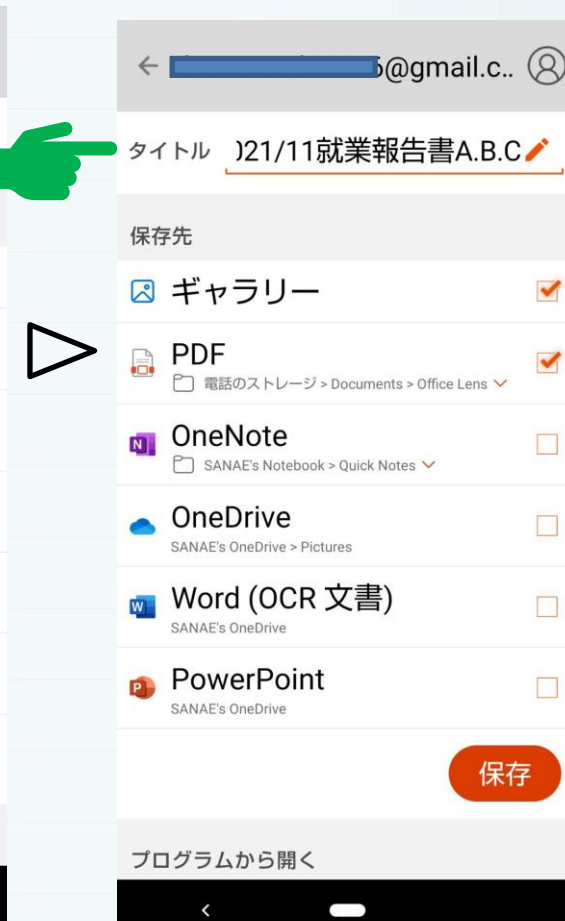 6@gmail.c..
タイトル 021/11就業報告書A.B.C
保存先
ギャラリー
PDF
電話のストレージ > Documents > Office Lens
OneNote
SANAE's Notebook > Quick Notes
OneDrive
SANAE's OneDrive > Pictures
Word (OCR 文書)
SANAE's OneDrive
PowerPoint
SANAE's OneDrive
保存
プログラムから開く